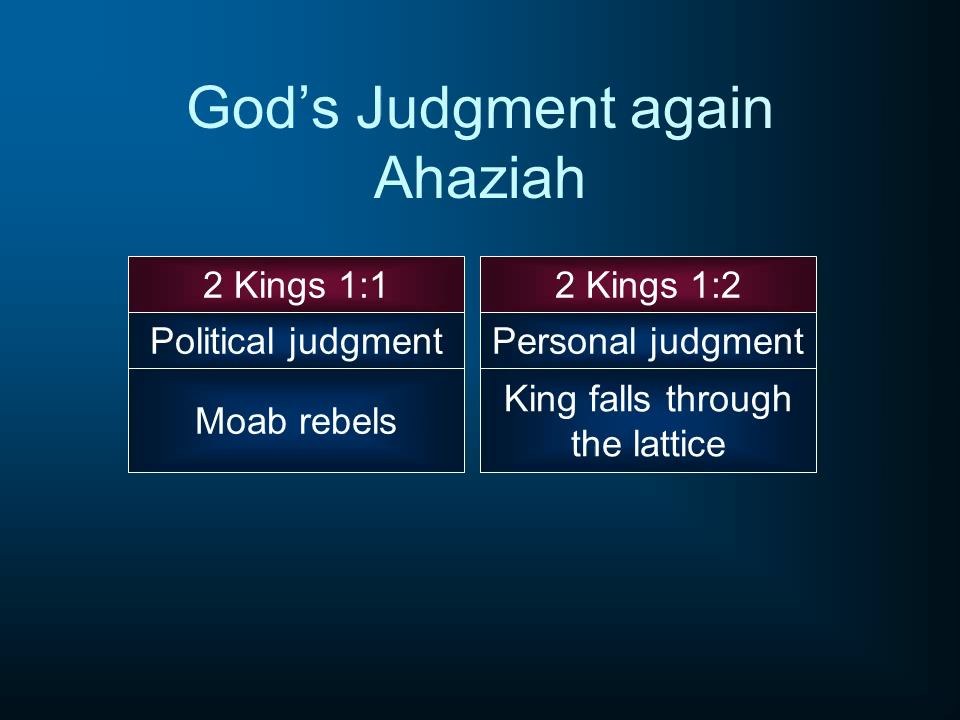 God’s Judgment again
Ahaziah
2 Kings 1:1
Political judgment
Moab rebels
2 Kings 1:2
Personal judgment
King falls through
the lattice